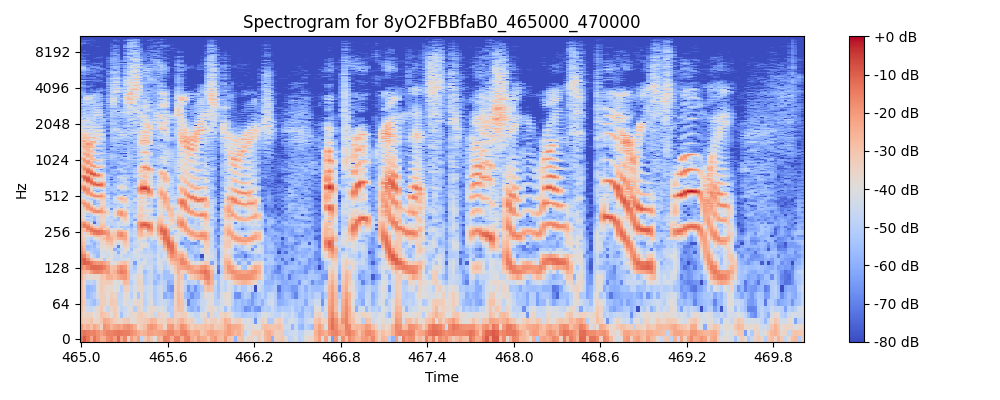 Spectrogram for 8yO2FBBfaB0_465000_470000
Hz
8192
4096
2048
1024
512
256
128
64
0
465.0 465.6 466.2 466.8 467.4 468.0 468.6 469.2 469.8
Time
+0 dB
-10 dB
-20 dB
-30 dB
-40 dB
-50 dB
-60 dB
-70 dB
-80 dB